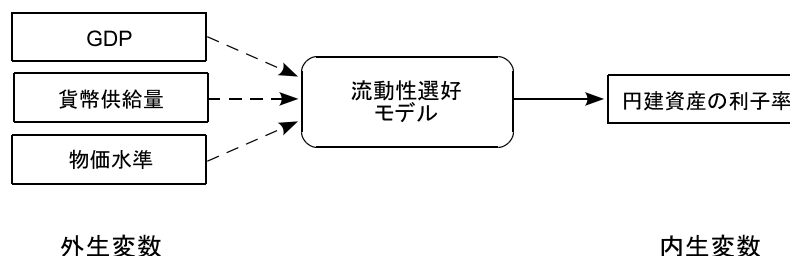 GDP
貨幣供給量
物価水準
流動性選好
モデル
円建資産の利子率
外生変数
内生変数